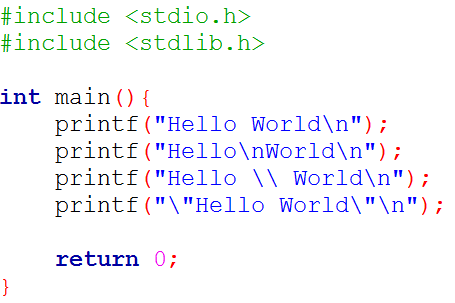 #include <stdio.h>
#include <stdlib.h>

int main(){
    printf("Hello World\n");
    printf("Hello\nWorld\n");
    printf("Hello \\ World\n");
    printf("\"Hello World\"\n");

    return 0;
}